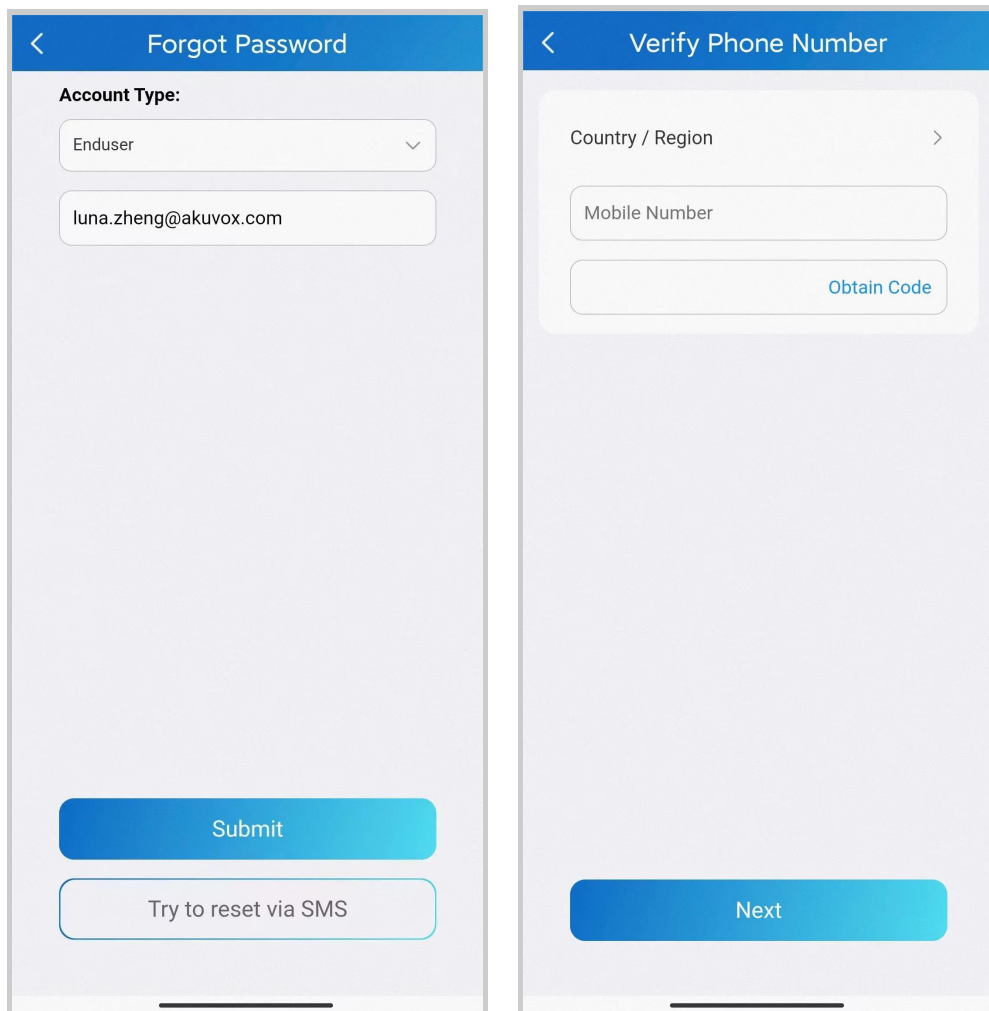 Forgot Password
Account Type:
Enduser
luna.zheng@akuvox.com
Submit
Try to reset via SMS
Verify Phone Number
Country / Region
Mobile Number
Obtain Code
Next